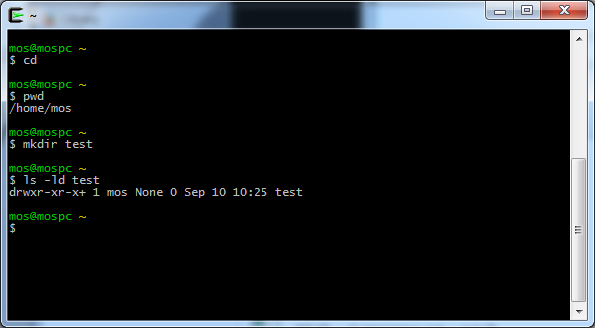 ~
mos@mospc ~
$ cd
mos@mospc ~
$ pwd
/home/mos
mos@mospc ~
$ mkdir test
mos@mospc ~
$ ls -ld test
drwxr-xr-x+ 1 mos None 0 Sep 10 10:25 test
mos@mospc ~
$